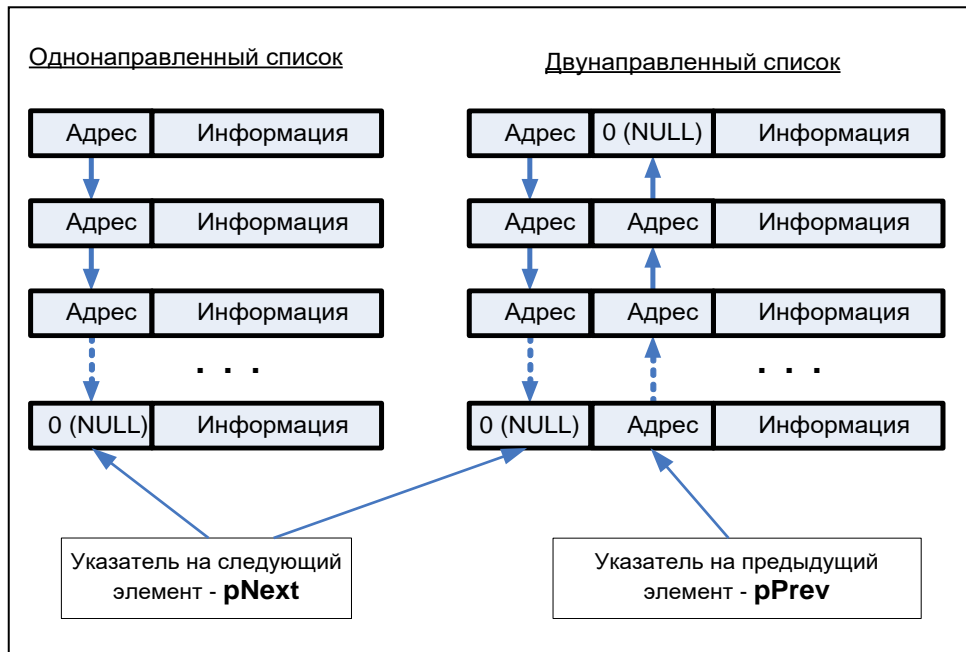 Однонаправленный список
Двунаправленный список
Адрес Информация
Адрес 0 (NULL) Информация
Адрес Информация
Адрес Адрес Информация
Адрес Информация
Адрес Адрес Информация
. . .
. . .
0 (NULL) Информация
0 (NULL) Адрес Информация
Указатель на следующий
элемент - pNext
Указатель на предыдущий
элемент - pPrev